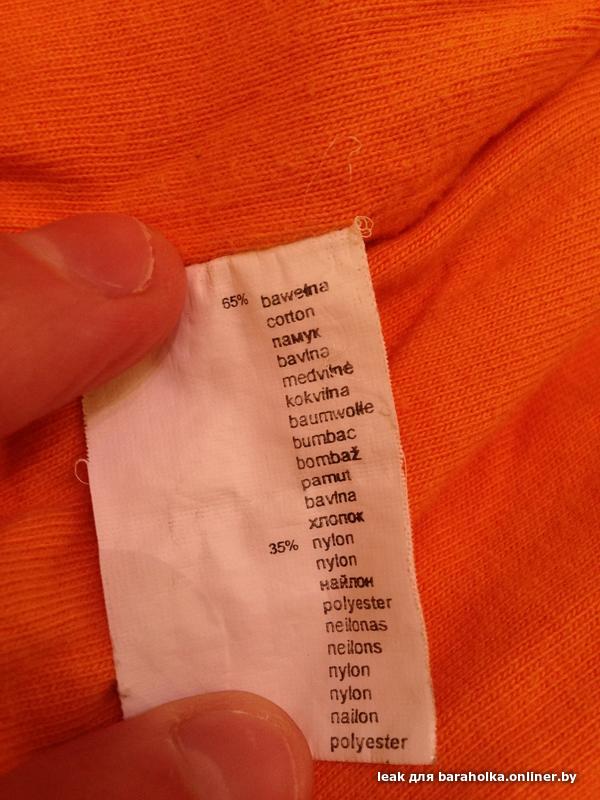 65% bawełna
cotton
памук
bavlna
medvilnė
kokvilna
baumwolle
bumbac
bombaž
pamut
bavlna
хлопок
35% nylon
nylon
найлон
polyester
neilonas
neilons
nylon
nylon
nailon
polyester
leak для baraholka.onliner.by